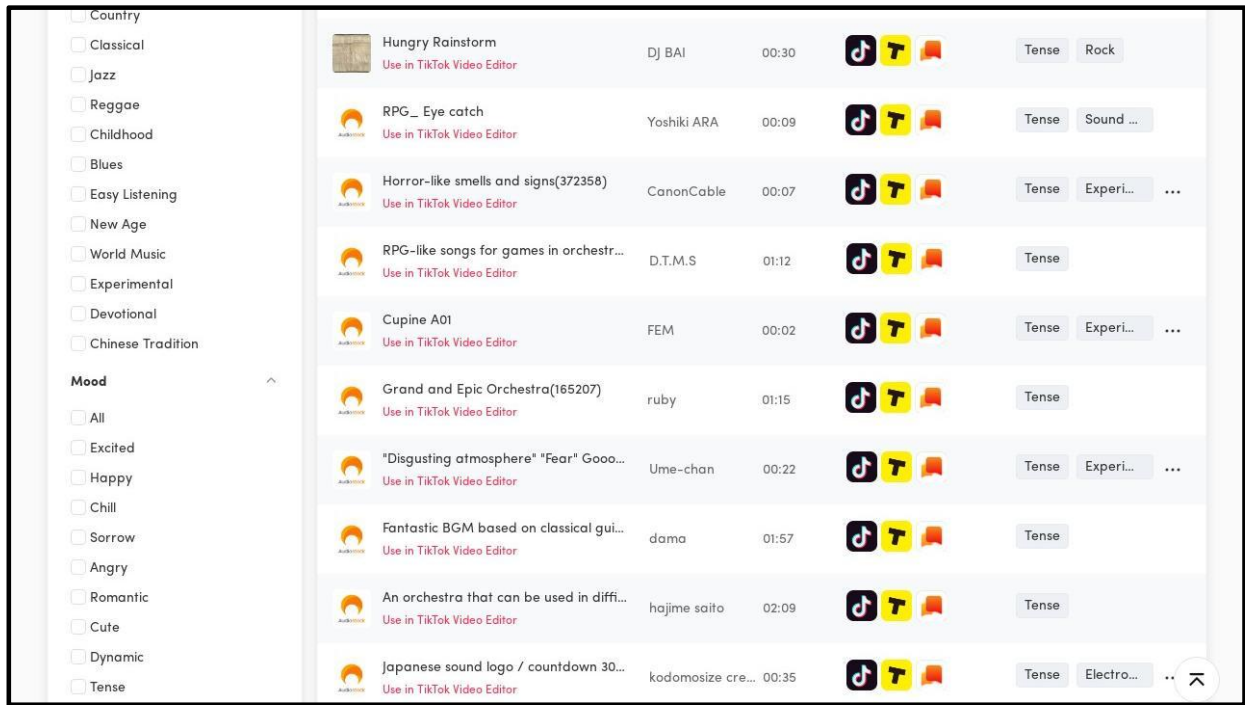 Country
Classical
Jazz
Reggae
Childhood
Blues
Easy Listening
New Age
World Music
Experimental
Devotional
Chinese Tradition
Mood
All
Excited
Happy
Chill
Sorrow
Angry
Romantic
Cute
Dynamic
Tense
Hungry Rainstorm
Use in TikTok Video Editor
DJ BAI 00:30 Tense Rock
RPG_ Eye catch
Use in TikTok Video Editor
Yoshiki ARA 00:09 Tense Sound ...
Horror-like smells and signs(372358)
Use in TikTok Video Editor
CanonCable 00:07 Tense Experi... ...
RPG-like songs for games in orchestr...
Use in TikTok Video Editor
D.T.M.S 01:12 Tense
Cupine A01
Use in TikTok Video Editor
FEM 00:02 Tense Experi... ...
Grand and Epic Orchestra(165207)
Use in TikTok Video Editor
ruby 01:15 Tense
"Disgusting atmosphere" "Fear" Gooo...
Use in TikTok Video Editor
Ume-chan 00:22 Tense Experi... ...
Fantastic BGM based on classical gui...
Use in TikTok Video Editor
dama 01:57 Tense
An orchestra that can be used in diffi...
Use in TikTok Video Editor
hajime saito 02:09 Tense
Japanese sound logo / countdown 30...
Use in TikTok Video Editor
kodomosize cre... 00:35 Tense Electro... ..